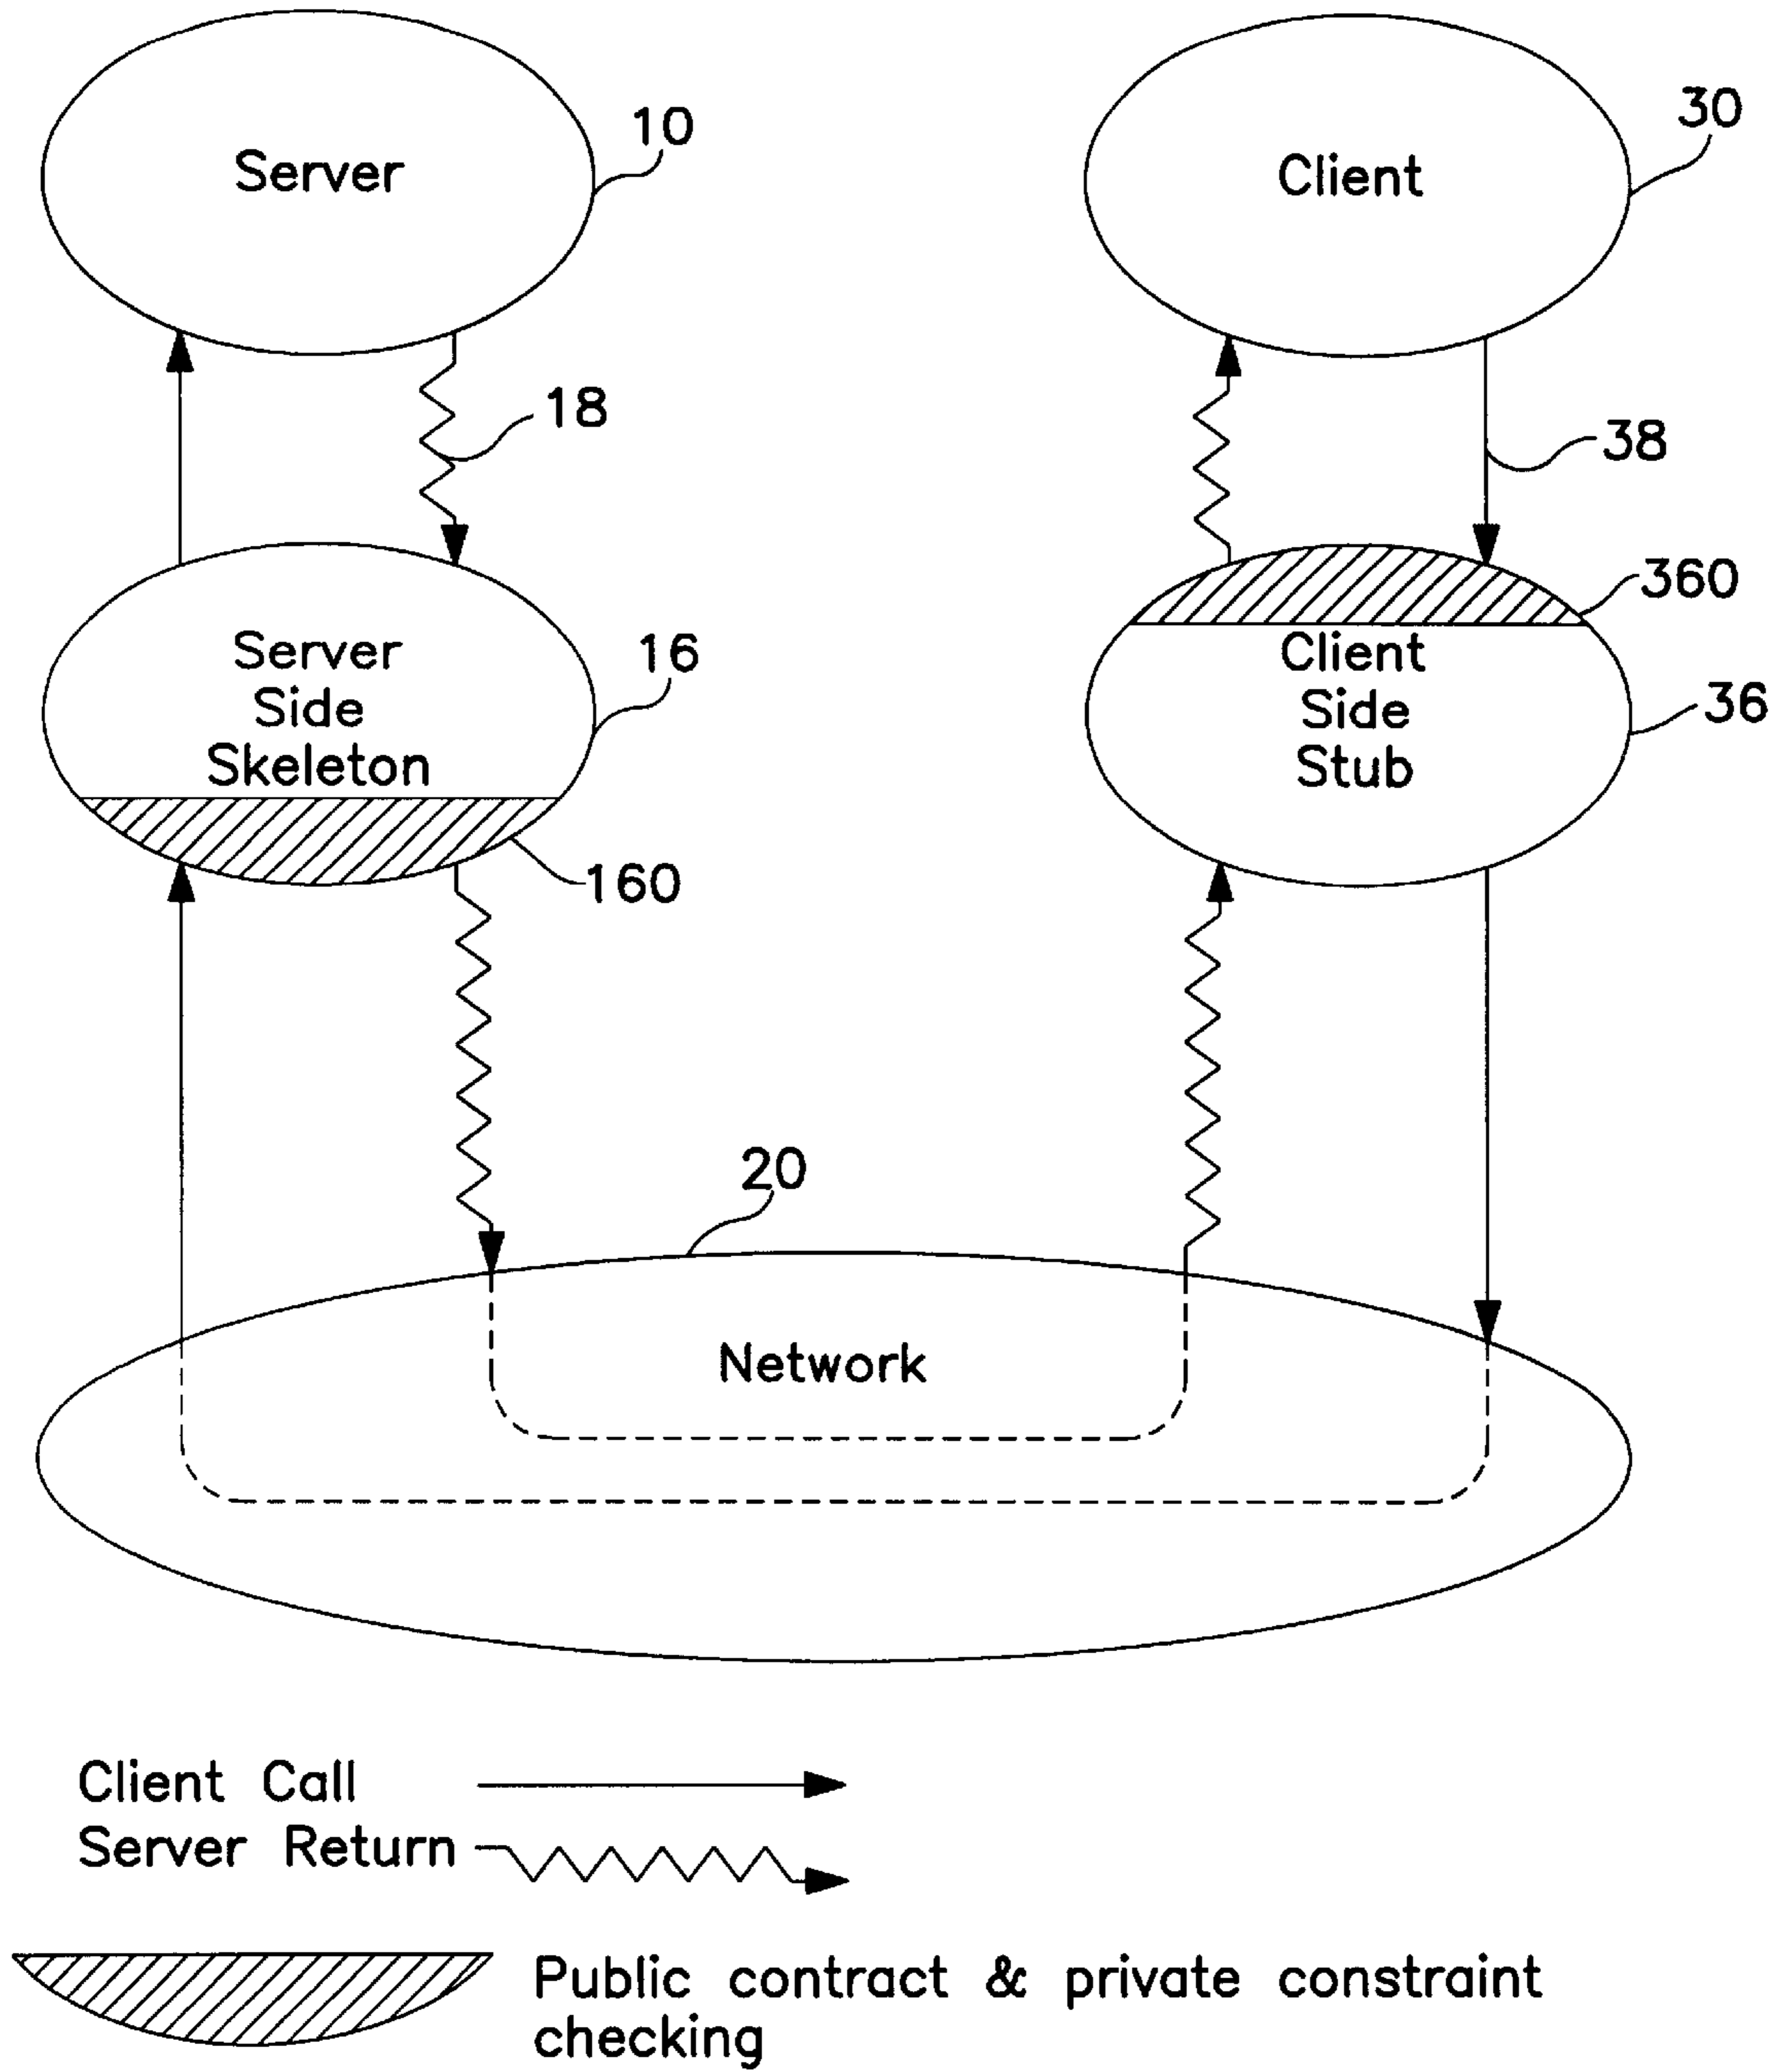 Server
10
Client
30
18
38
Server
Side
Skeleton
16
160
360
Client
Side
Stub
36
20
Network
Client Call
Server Return
Public contract & private constraint
checking